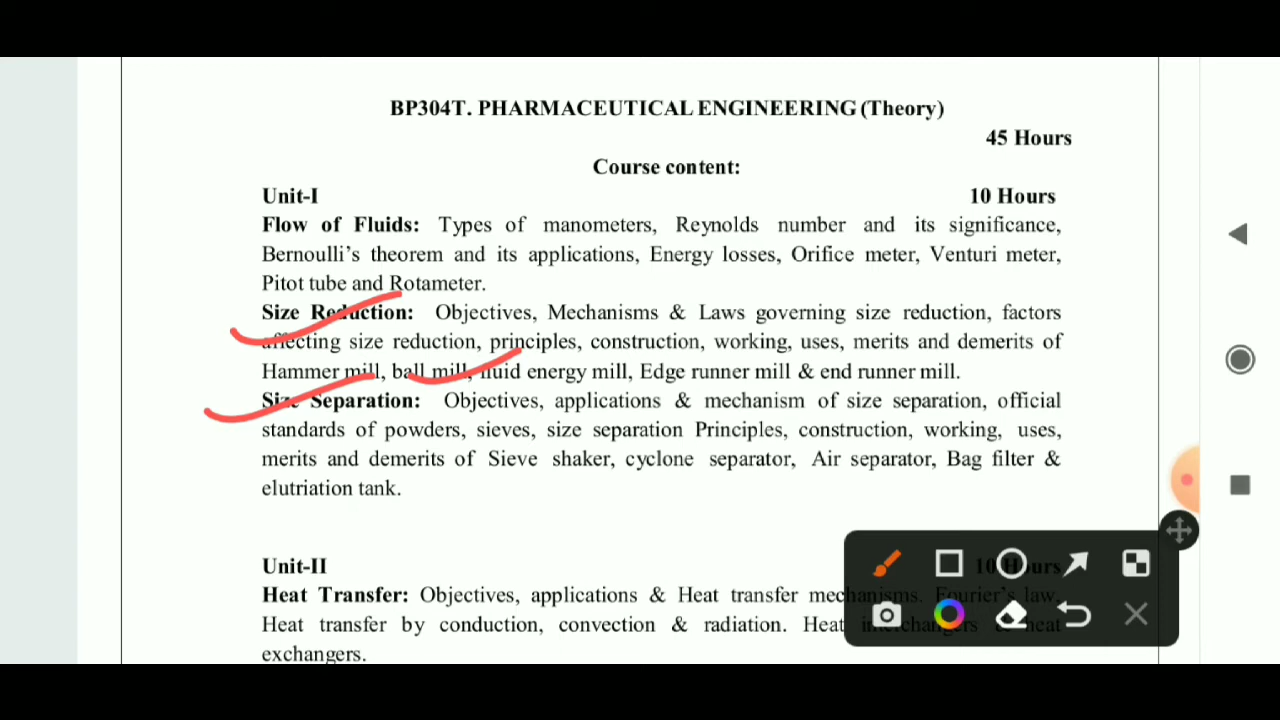 BP304T. PHARMACEUTICAL ENGINEERING (Theory)
45 Hours
Course content:
Unit-I 10 Hours
Flow of Fluids: Types of manometers, Reynolds number and its significance,
Bernoulli’s theorem and its applications, Energy losses, Orifice meter, Venturi meter,
Pitot tube and Rotameter.
Size Reduction: Objectives, Mechanisms & Laws governing size reduction, factors
affecting size reduction, principles, construction, working, uses, merits and demerits of
Hammer mill, ball mill, fluid energy mill, Edge runner mill & end runner mill.
Size Separation: Objectives, applications & mechanism of size separation, official
standards of powders, sieves, size separation Principles, construction, working, uses,
merits and demerits of Sieve shaker, cyclone separator, Air separator, Bag filter &
elutriation tank.
Unit-II 10 Hours
Heat Transfer: Objectives, applications & Heat transfer mechanisms. Fourier’s law,
Heat transfer by conduction, convection & radiation. Heat interchangers & heat
exchangers.